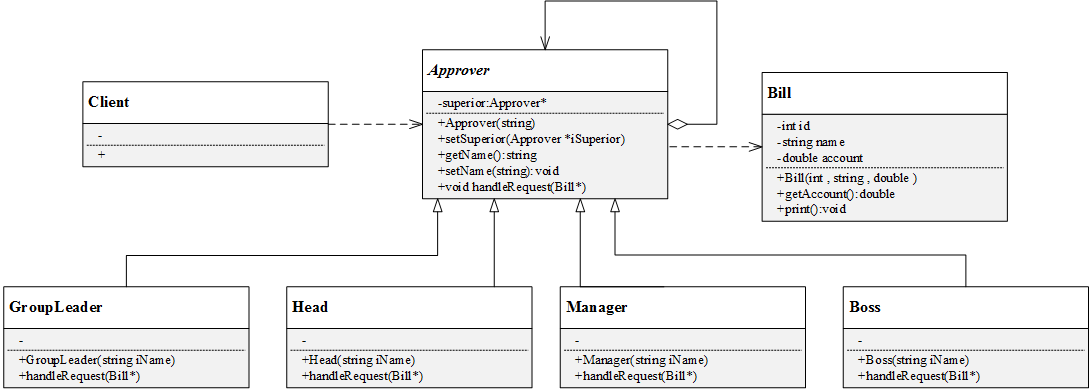 Client
-
+
Approver
-superior:Approver*
+Approver(string)
+setSuperior(Approver *iSuperior)
+getName():string
+setName(string):void
+void handleRequest(Bill*)
Bill
-int id
-string name
-double account
+Bill(int , string , double )
+getAccount():double
+print():void
GroupLeader
-
+GroupLeader(string iName)
+handleRequest(Bill*)
Head
-
+Head(string iName)
+handleRequest(Bill*)
Manager
-
+Manager(string iName)
+handleRequest(Bill*)
Boss
-
+Boss(string iName)
+handleRequest(Bill*)